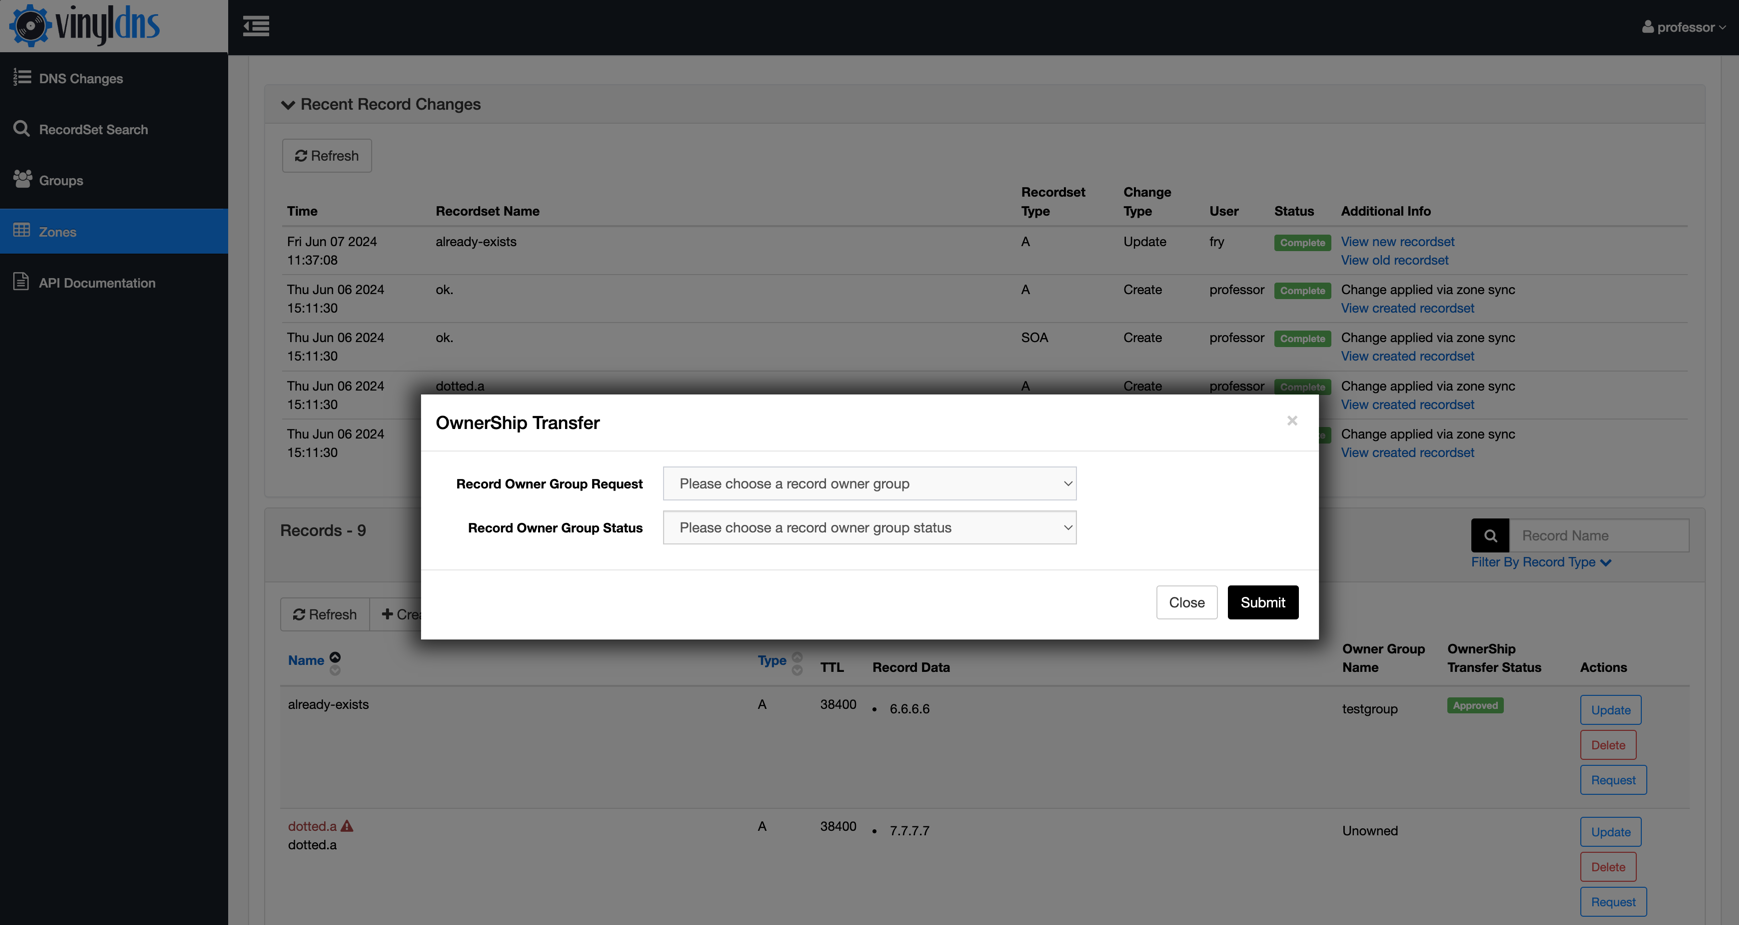 vinyldns
professor
DNS Changes
RecordSet Search
Groups
Zones
API Documentation
Recent Record Changes
Refresh
Time Recordset Name Recordset Type Change Type User Status Additional Info
Fri Jun 07 2024 11:37:08 already-exists A Update fry Complete View new recordset
View old recordset
Thu Jun 06 2024 15:11:30 ok. A Create professor Complete Change applied via zone sync
View created recordset
Thu Jun 06 2024 15:11:30 ok. SOA Create professor Complete Change applied via zone sync
View created recordset
Thu Jun 06 2024 15:11:30 dotted.a A Create professor Complete Change applied via zone sync
View created recordset
Thu Jun 06 2024 15:11:30 Change applied via zone sync
View created recordset
OwnerShip Transfer ×
Record Owner Group Request Please choose a record owner group
Record Owner Group Status Please choose a record owner group status
Close Submit
Records - 9
Record Name
Filter By Record Type
Refresh + Crea
Name Type TTL Record Data Owner Group Name OwnerShip Transfer Status Actions
already-exists A 38400 • 6.6.6.6 testgroup Approved Update
Delete
Request
dotted.a A 38400 • 7.7.7.7 Unowned Update
dotted.a
Delete
Request